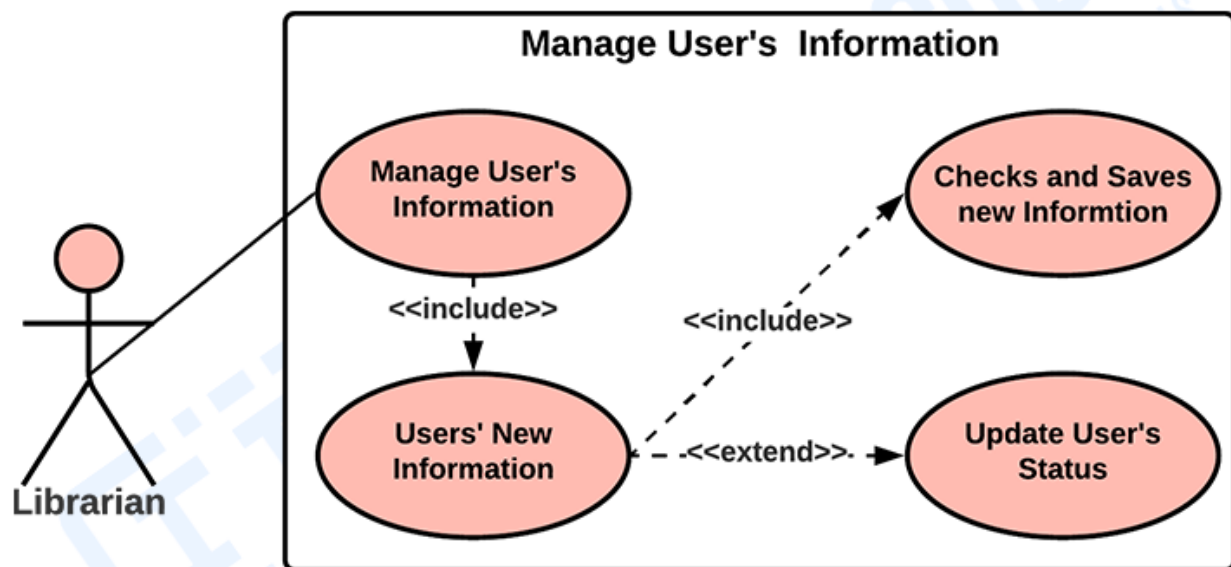 Manage User's Information
Manage User's
Information
Checks and Saves
new Informtion
<<include>>
<<include>>
Users' New
Information
<<extend>>
Update User's
Status
Librarian